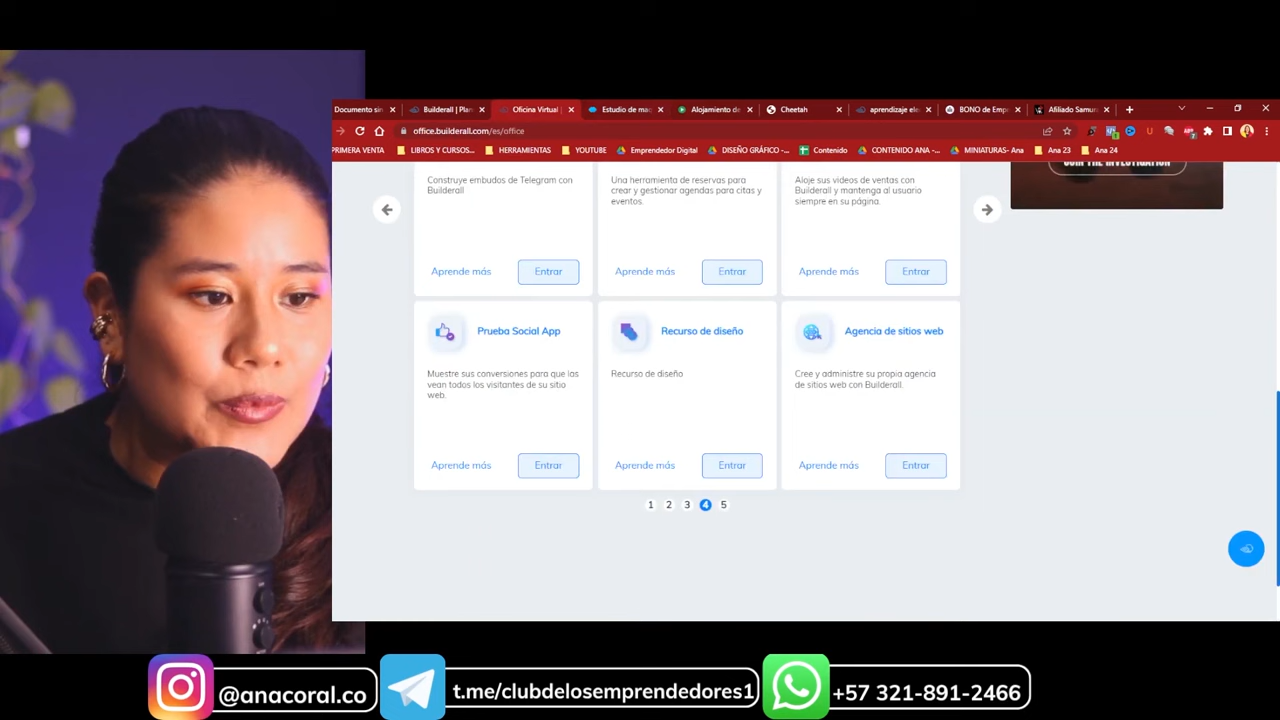 Documento sin
Builderall | Plan
Oficina Virtual |
Estudio de maq
Alojamiento de
Cheetah
aprendizaje ele
BONO de Empr
Afiliado Samura
office.builderall.com/es/office
PRIMERA VENTA
LIBROS Y CURSOS...
HERRAMIENTAS
YOUTUBE
Emprendedor Digital
DISEÑO GRÁFICO -...
Contenido
CONTENIDO ANA -...
MINIATURAS- Ana
Ana 23
Ana 24
JOIN THE INVESTIGATION
Construye embudos de Telegram con
Builderall
Aprende más
Entrar
Una herramienta de reservas para
crear y gestionar agendas para citas y
eventos.
Aprende más
Entrar
Aloje sus videos de ventas con
Builderall y mantenga al usuario
siempre en su página.
Aprende más
Entrar
Prueba Social App
Muestre sus conversiones para que las
vean todos los visitantes de su sitio
web.
Aprende más
Entrar
Recurso de diseño
Recurso de diseño
Aprende más
Entrar
Agencia de sitios web
Cree y administre su propia agencia
de sitios web con Builderall.
Aprende más
Entrar
1 2 3 4 5
@anacoral.co
t.me/clubdelosemprendedores1
+57 321-891-2466